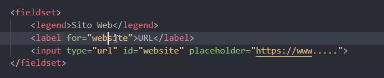 <fieldset>
<legend>Sito Web</legend>
<label for="website">URL</label>
<input type="url" id="website" placeholder="https://www.....">
</fieldset>